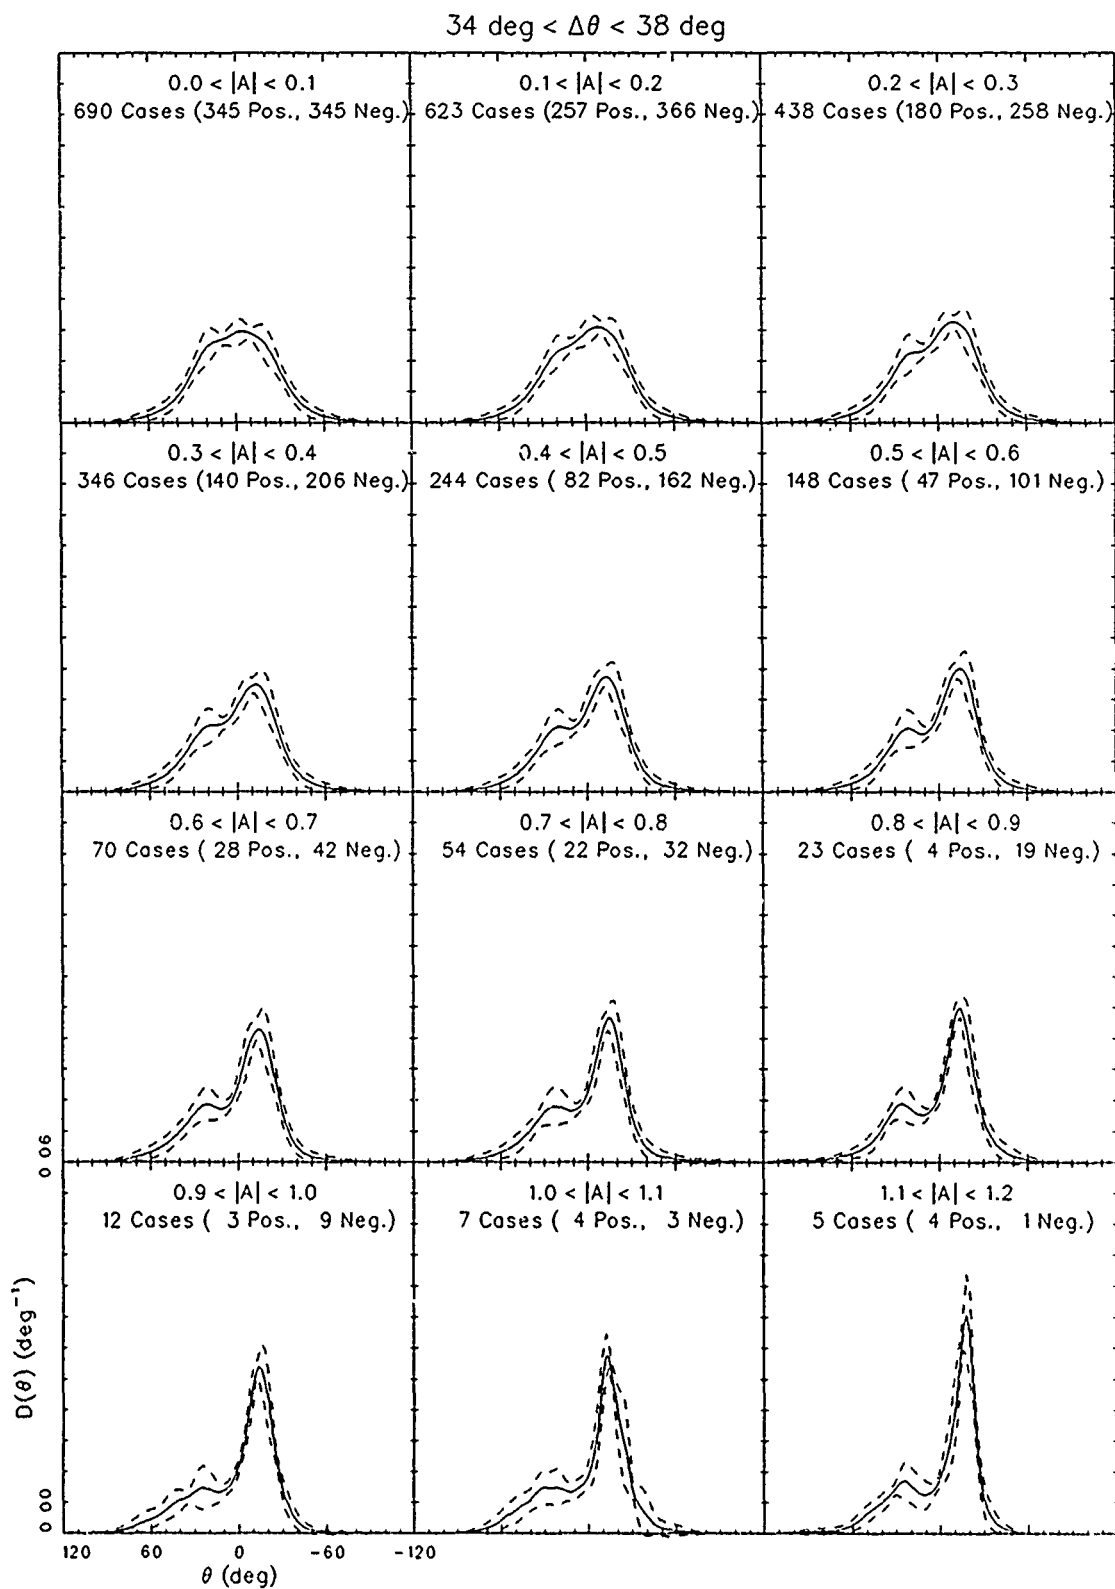 34 deg < Δθ < 38 deg
0.0 < |A| < 0.1
690 Cases (345 Pos., 345 Neg.)
0.1 < |A| < 0.2
623 Cases (257 Pos., 366 Neg.)
0.2 < |A| < 0.3
438 Cases (180 Pos., 258 Neg.)
0.3 < |A| < 0.4
346 Cases (140 Pos., 206 Neg.)
0.4 < |A| < 0.5
244 Cases ( 82 Pos., 162 Neg.)
0.5 < |A| < 0.6
148 Cases ( 47 Pos., 101 Neg.)
0.6 < |A| < 0.7
70 Cases ( 28 Pos., 42 Neg.)
0.7 < |A| < 0.8
54 Cases ( 22 Pos., 32 Neg.)
0.8 < |A| < 0.9
23 Cases ( 4 Pos., 19 Neg.)
0.9 < |A| < 1.0
12 Cases ( 3 Pos., 9 Neg.)
1.0 < |A| < 1.1
7 Cases ( 4 Pos., 3 Neg.)
1.1 < |A| < 1.2
5 Cases ( 4 Pos., 1 Neg.)
0 06
D(θ) (deg⁻¹)
0 00
120 60 0 -60 -120
θ (deg)